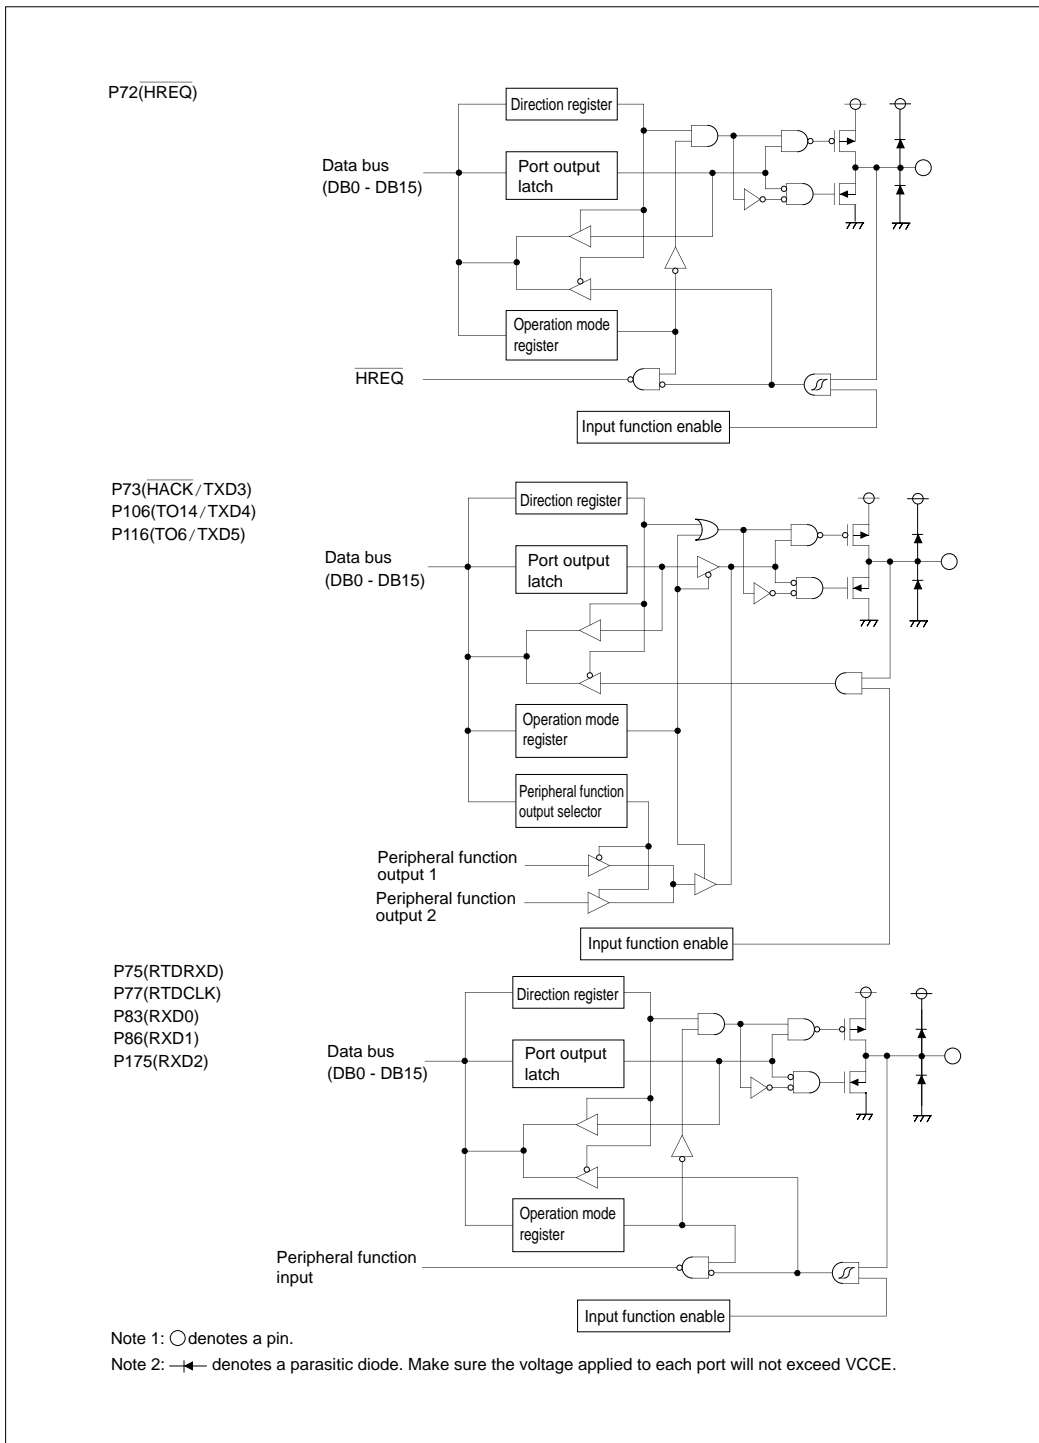 P72(HREQ)
Direction register
Data bus
(DB0 - DB15)
Port output
latch
Operation mode
register
HREQ
Input function enable
P73(HACK/TXD3)
P106(TO14/TXD4)
P116(TO6/TXD5)
Direction register
Data bus
(DB0 - DB15)
Port output
latch
Operation mode
register
Peripheral function
output selector
Peripheral function
output 1
Peripheral function
output 2
Input function enable
P75(RTDRXD)
P77(RTDCLK)
P83(RXD0)
P86(RXD1)
P175(RXD2)
Direction register
Data bus
(DB0 - DB15)
Port output
latch
Operation mode
register
Peripheral function
input
Input function enable
Note 1: ○ denotes a pin.
Note 2: denotes a parasitic diode. Make sure the voltage applied to each port will not exceed VCCE.